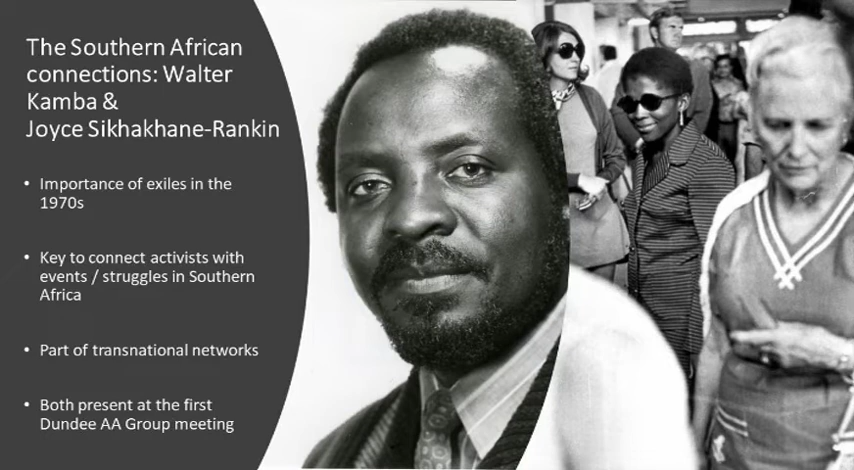 The Southern African
connections: Walter
Kamba &
Joyce Sikhakhane-Rankin
• Importance of exiles in the
1970s
• Key to connect activists with
events / struggles in Southern
Africa
• Part of transnational networks
• Both present at the first
Dundee AA Group meeting